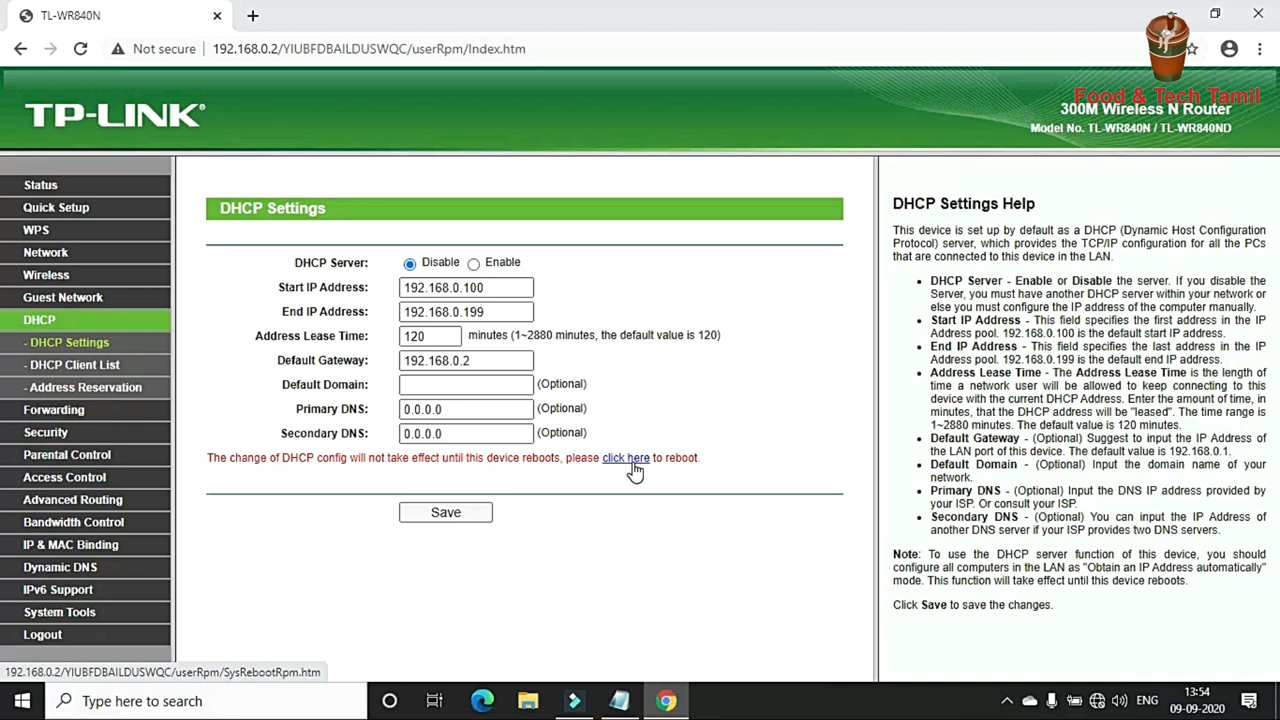 TL-WR840N
Not secure
192.168.0.2/YIUBFDBAILDUSWQC/userRpm/Index.htm
TP-LINK®
Food & Tech Tamil
300M Wireless N Router
Model No. TL-WR840N / TL-WR840ND
Status
Quick Setup
WPS
Network
Wireless
Guest Network
DHCP
- DHCP Settings
- DHCP Client List
- Address Reservation
Forwarding
Security
Parental Control
Access Control
Advanced Routing
Bandwidth Control
IP & MAC Binding
Dynamic DNS
IPv6 Support
System Tools
Logout
DHCP Settings
DHCP Server: Disable Enable
Start IP Address: 192.168.0.100
End IP Address: 192.168.0.199
Address Lease Time: 120 minutes (1~2880 minutes, the default value is 120)
Default Gateway: 192.168.0.2
Default Domain: (Optional)
Primary DNS: 0.0.0.0 (Optional)
Secondary DNS: 0.0.0.0 (Optional)
The change of DHCP config will not take effect until this device reboots, please click here to reboot.
Save
DHCP Settings Help
This device is set up by default as a DHCP (Dynamic Host Configuration
Protocol) server, which provides the TCP/IP configuration for all the PCs
that are connected to this device in the LAN.
• DHCP Server - Enable or Disable the server. If you disable the
Server, you must have another DHCP server within your network or
else you must configure the IP address of the computer manually.
• Start IP Address - This field specifies the first address in the IP
Address pool. 192.168.0.100 is the default start IP address.
• End IP Address - This field specifies the last address in the IP
Address pool. 192.168.0.199 is the default end IP address.
• Address Lease Time - The Address Lease Time is the length of
time a network user will be allowed to keep connecting to this
device with the current DHCP Address. Enter the amount of time, in
minutes, that the DHCP address will be "leased". The time range is
1~2880 minutes. The default value is 120 minutes.
• Default Gateway - (Optional) Suggest to input the IP Address of
the LAN port of this device. The default value is 192.168.0.1.
• Default Domain - (Optional) Input the domain name of your
network.
• Primary DNS - (Optional) Input the DNS IP address provided by
your ISP. Or consult your ISP.
• Secondary DNS - (Optional) You can input the IP Address of
another DNS server if your ISP provides two DNS servers.
Note: To use the DHCP server function of this device, you should
configure all computers in the LAN as "Obtain an IP Address automatically"
mode. This function will take effect until this device reboots.
Click Save to save the changes.
192.168.0.2/YIUBFDBAILDUSWQC/userRpm/SysRebootRpm.htm
Type here to search
ENG
13:54
09-09-2020